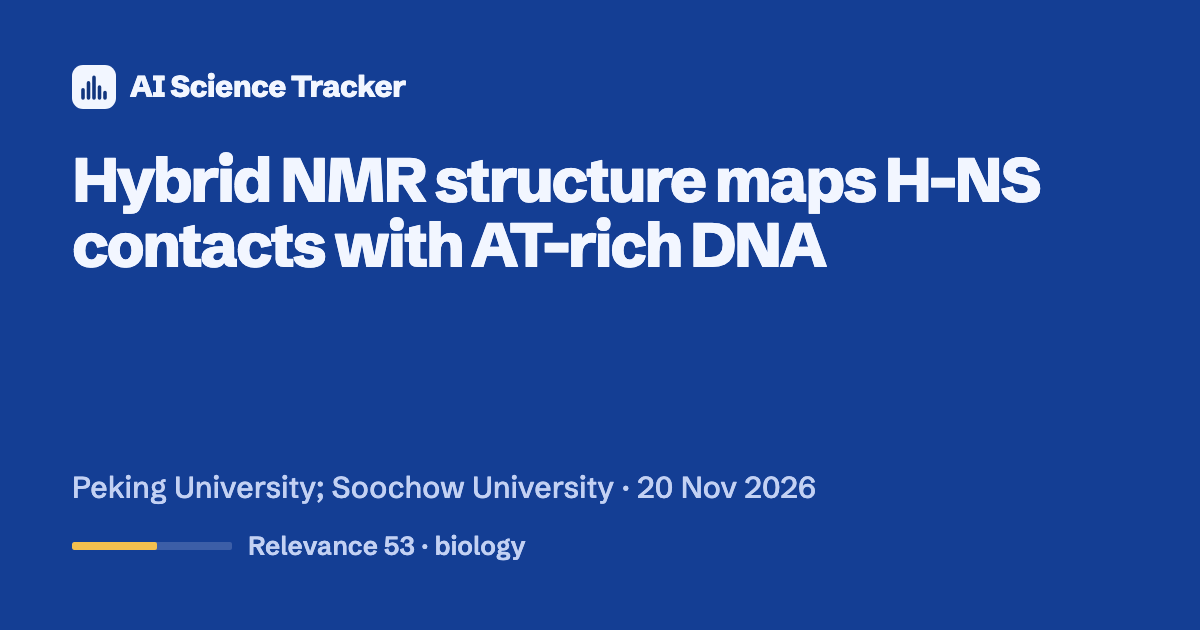 AI Science Tracker
Hybrid NMR structure maps H-NS
contacts with AT-rich DNA
Peking University; Soochow University · 20 Nov 2026
Relevance 53 · biology